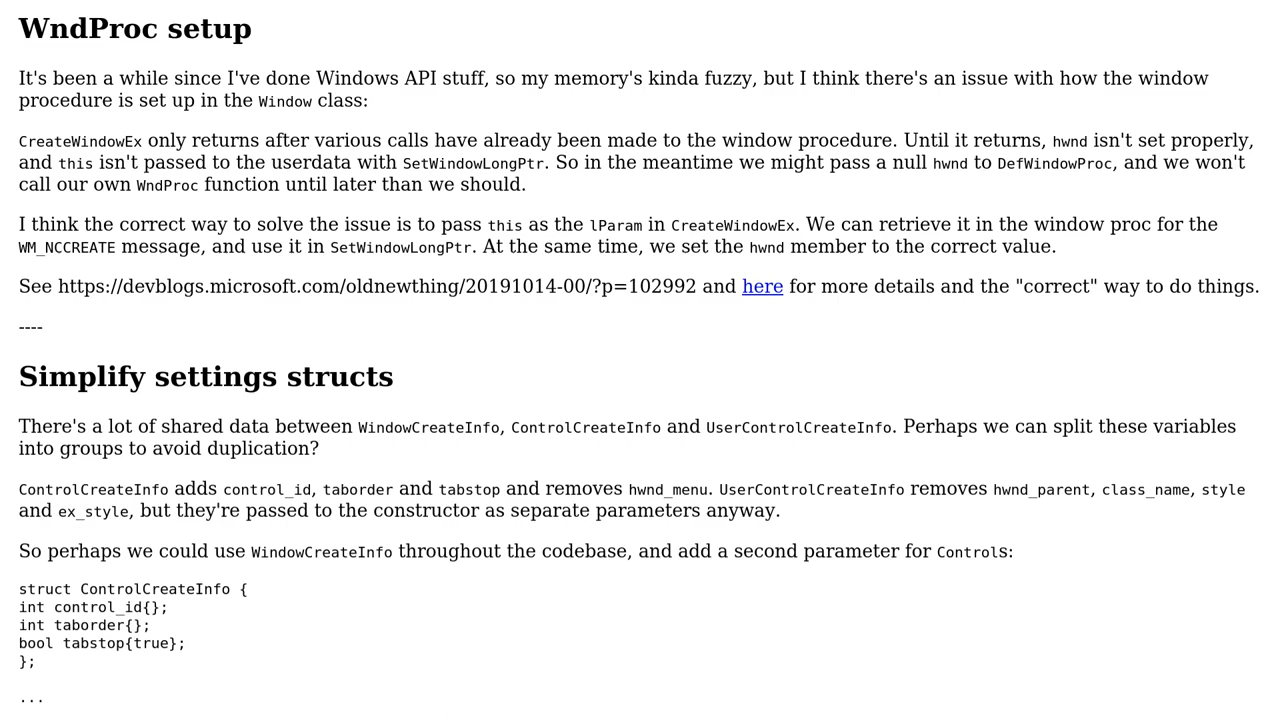 WndProc setup
It's been a while since I've done Windows API stuff, so my memory's kinda fuzzy, but I think there's an issue with how the window
procedure is set up in the Window class:
CreateWindowEx only returns after various calls have already been made to the window procedure. Until it returns, hwnd isn't set properly,
and this isn't passed to the userdata with SetWindowLongPtr. So in the meantime we might pass a null hwnd to DefWindowProc, and we won't
call our own WndProc function until later than we should.
I think the correct way to solve the issue is to pass this as the lParam in CreateWindowEx. We can retrieve it in the window proc for the
WM_NCCREATE message, and use it in SetWindowLongPtr. At the same time, we set the hwnd member to the correct value.
See https://devblogs.microsoft.com/oldnewthing/20191014-00/?p=102992 and here for more details and the "correct" way to do things.
----
Simplify settings structs
There's a lot of shared data between WindowCreateInfo, ControlCreateInfo and UserControlCreateInfo. Perhaps we can split these variables
into groups to avoid duplication?
ControlCreateInfo adds control_id, taborder and tabstop and removes hwnd_menu. UserControlCreateInfo removes hwnd_parent, class_name, style
and ex_style, but they're passed to the constructor as separate parameters anyway.
So perhaps we could use WindowCreateInfo throughout the codebase, and add a second parameter for Controls:
struct ControlCreateInfo {
int control_id{};
int taborder{};
bool tabstop{true};
};
...